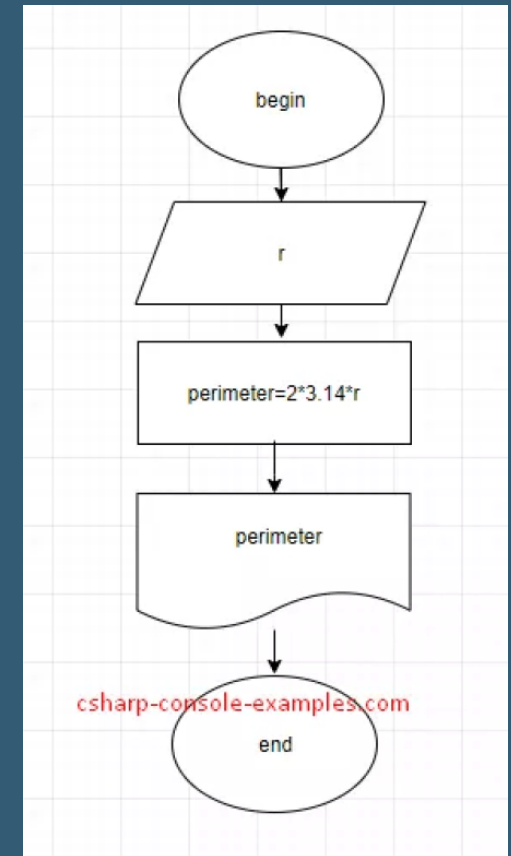 begin
r
perimeter=2*3.14*r
perimeter
csharp-console-examples.com
end